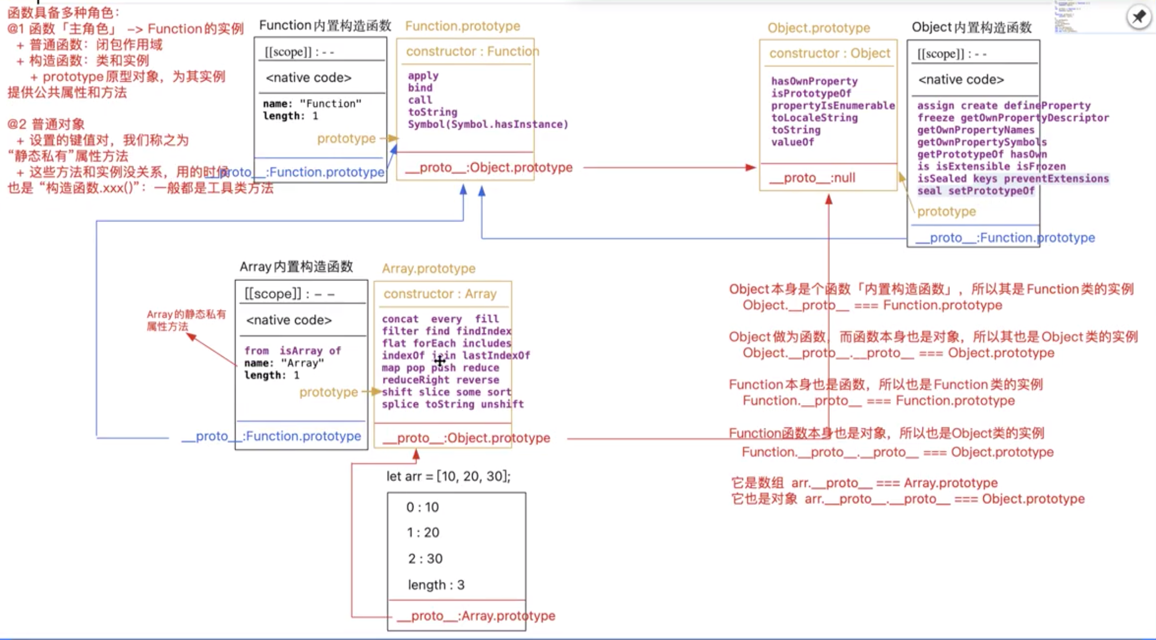 函数具备多种角色：
@1 函数「主角色」 -> Function的实例
+ 普通函数：闭包作用域
+ 构造函数：类和实例
+ prototype原型对象，为其实例
提供公共属性和方法
@2 普通对象
+ 设置的键值对，我们称之为
“静态私有”属性方法
+ 这些方法和实例没关系，用的时候
也是“构造函数.xxx()”：一般都是工具类方法
Function内置构造函数
[[scope]] : - -
<native code>
name: "Function"
length: 1
prototype
__proto__:Function.prototype
Function.prototype
constructor : Function
apply
bind
call
toString
Symbol(Symbol.hasInstance)
__proto__:Object.prototype
Object.prototype
constructor : Object
hasOwnProperty
isPrototypeOf
propertyIsEnumerable
toLocaleString
toString
valueOf
__proto__:null
Object内置构造函数
[[scope]] : - -
<native code>
assign create defineProperty
freeze getOwnPropertyDescriptor
getOwnPropertyNames
getOwnPropertySymbols
getPrototypeOf hasOwn
is isExtensible isFrozen
isSealed keys preventExtensions
seal setPrototypeOf
prototype
__proto__:Function.prototype
Array的静态私有
属性方法
Array内置构造函数
[[scope]] : - -
<native code>
from isArray of
name: "Array"
length: 1
prototype
__proto__:Function.prototype
Array.prototype
constructor : Array
concat every fill
filter find findIndex
flat forEach includes
indexOf join lastIndexOf
map pop push reduce
reduceRight reverse
shift slice some sort
splice toString unshift
__proto__:Object.prototype
let arr = [10, 20, 30];
0 : 10
1 : 20
2 : 30
length : 3
__proto__:Array.prototype
Object本身是个函数「内置构造函数」，所以其是Function类的实例
Object.__proto__ === Function.prototype
Object做为函数，而函数本身也是对象，所以其也是Object类的实例
Object.__proto__.__proto__ === Object.prototype
Function本身也是函数，所以也是Function类的实例
Function.__proto__ === Function.prototype
Function函数本身也是对象，所以也是Object类的实例
Function.__proto__.__proto__ === Object.prototype
它是数组 arr.__proto__ === Array.prototype
它也是对象 arr.__proto__.__proto__ === Object.prototype